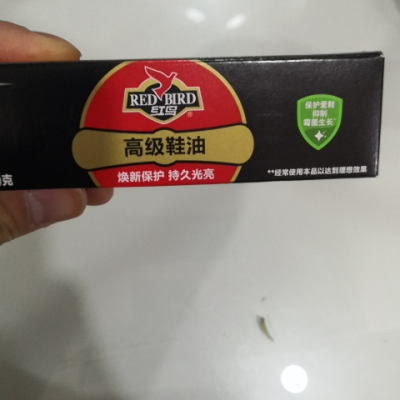 RED BIRD
红鸟
®
高级鞋油
焕新保护 持久光亮
克
保护爱鞋
抑制
霉菌生长*
**经常使用本品以达到理想效果